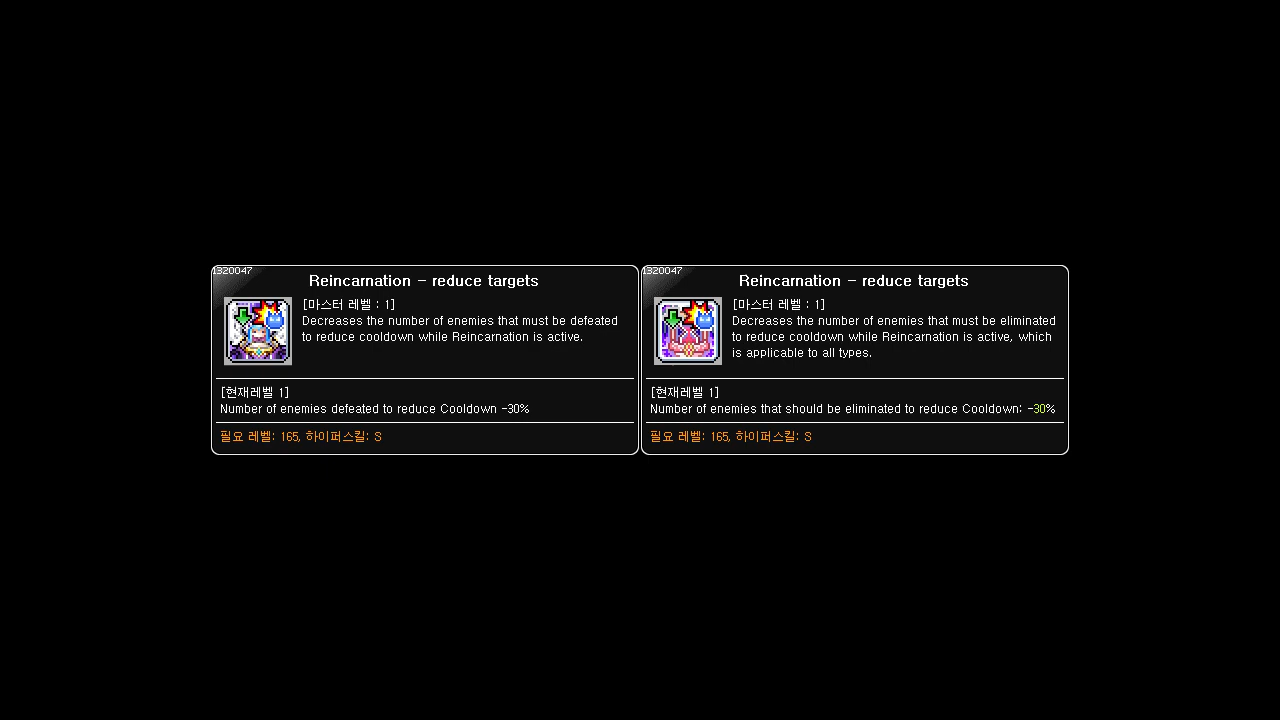 1320047
Reincarnation - reduce targets
[마스터 레벨 : 1]
Decreases the number of enemies that must be defeated
to reduce cooldown while Reincarnation is active.
[현재레벨 1]
Number of enemies defeated to reduce Cooldown -30%
필요 레벨: 165, 하이퍼스킬: S
1320047
Reincarnation - reduce targets
[마스터 레벨 : 1]
Decreases the number of enemies that must be eliminated
to reduce cooldown while Reincarnation is active, which
is applicable to all types.
[현재레벨 1]
Number of enemies that should be eliminated to reduce Cooldown: -30%
필요 레벨: 165, 하이퍼스킬: S